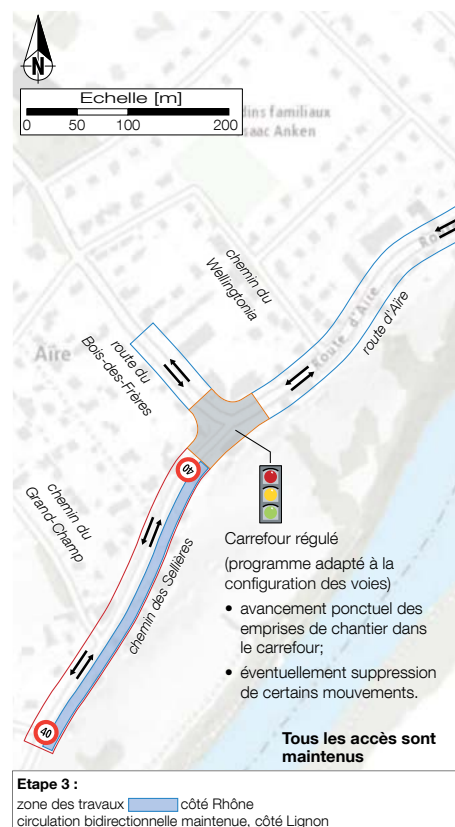 N
Echelle [m]
0 50 100 200
dins familiaux
saac Anken
chemin du
Wellingtonia
Route d'Aïre
route d'Aïre
Aïre
route du
Bois-des-Frères
40
chemin du
Grand-Champ
chemin des Sellières
40
Carrefour régulé
(programme adapté à la
configuration des voies)
• avancement ponctuel des
emprises de chantier dans
le carrefour;
• éventuellement suppression
de certains mouvements.
Tous les accès sont
maintenus
Etape 3 :
zone des travaux côté Rhône
circulation bidirectionnelle maintenue, côté Lignon